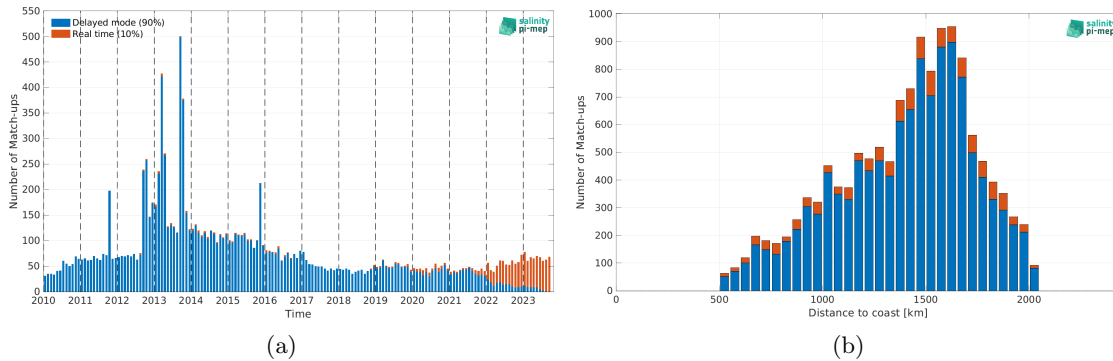 Delayed mode (90%)
Real time (10%)
salinity
pi-mep
Number of Match-ups
550
500
450
400
350
300
250
200
150
100
50
0
2010 2011 2012 2013 2014 2015 2016 2017 2018 2019 2020 2021 2022 2023
Time
(a)
salinity
pi-mep
Number of Match-ups
1000
900
800
700
600
500
400
300
200
100
0
0 500 1000 1500 2000
Distance to coast [km]
(b)